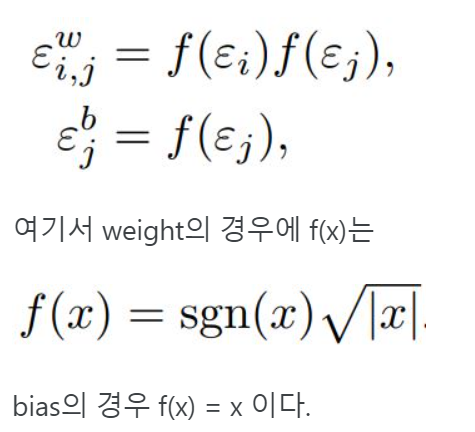 ε^w_{i,j} = f(ε_i)f(ε_j),
ε^b_j = f(ε_j),
여기서 weight의 경우에 f(x)는
f(x) = sgn(x)√|x|.
bias의 경우 f(x) = x 이다.